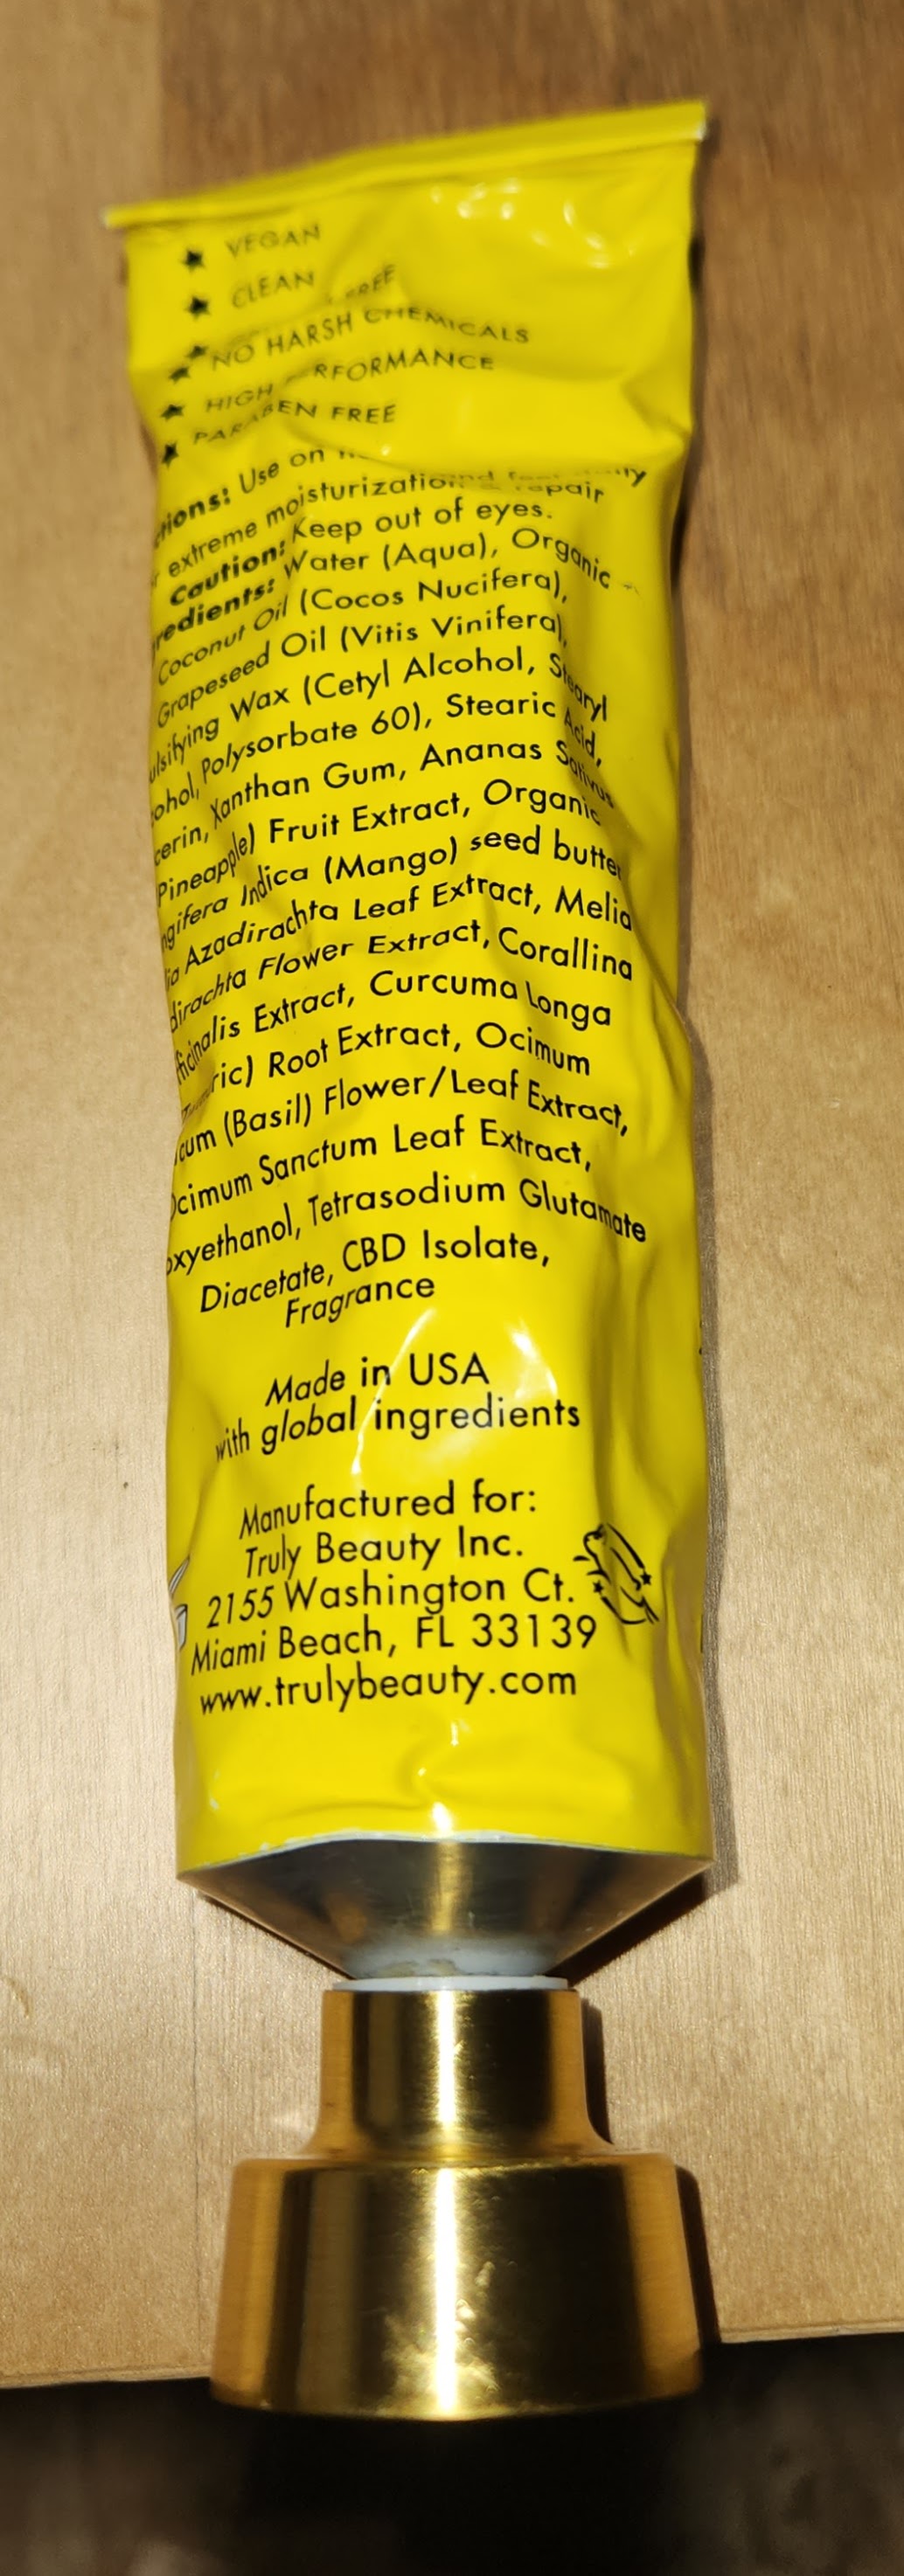 VEGAN
CLEAN
FREE
NO HARSH CHEMICALS
HIGH RFORMANCE
PARABEN FREE
tions: Use on
extreme moisturization repair
Caution: Keep out of eyes.
redients: Water (Aqua), Organic
Coconut Oil (Cocos Nucifera),
Grapeseed Oil (Vitis Vinifera),
ulsifying Wax (Cetyl Alcohol, Stearyl
ohol, Polysorbate 60), Stearic Acid,
cerin, Xanthan Gum, Ananas Sativus
Pineapple) Fruit Extract, Organic
ngifera Indica (Mango) seed butter
ia Azadirachta Leaf Extract, Melia
dirachta Flower Extract, Corallina
fficinalis Extract, Curcuma Longa
ric) Root Extract, Ocimum
cum (Basil) Flower/Leaf Extract,
Ocimum Sanctum Leaf Extract,
oxyethanol, Tetrasodium Glutamate
Diacetate, CBD Isolate,
Fragrance
Made in USA
with global ingredients
Manufactured for:
Truly Beauty Inc.
2155 Washington Ct.
Miami Beach, FL 33139
www.trulybeauty.com